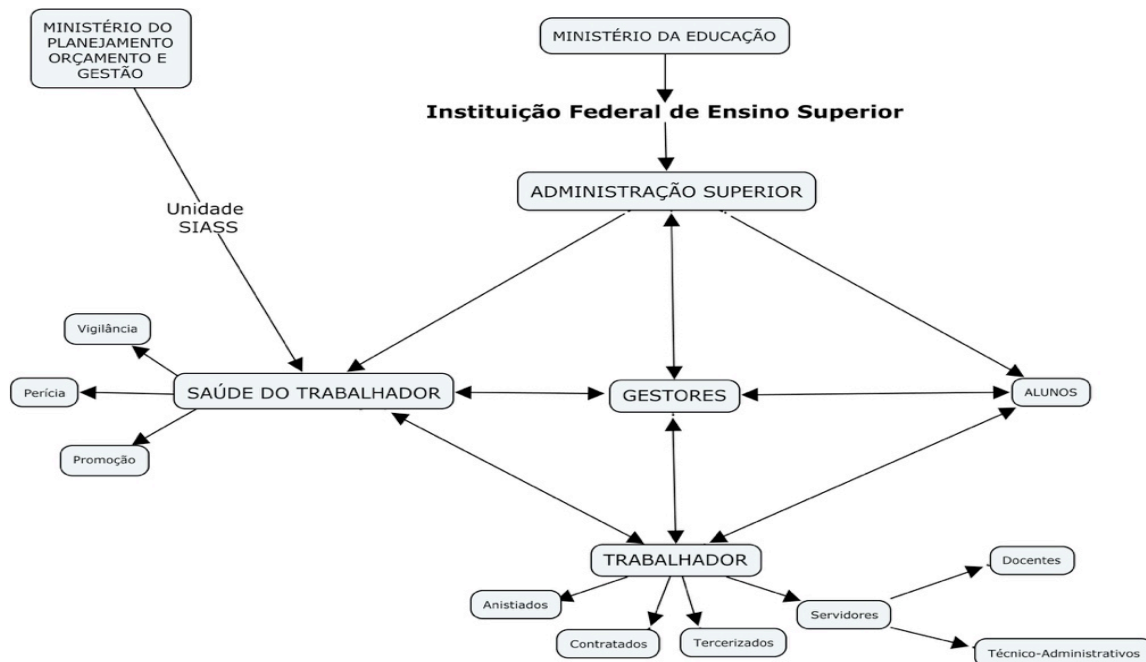 MINISTÉRIO DO
PLANEJAMENTO
ORÇAMENTO E
GESTÃO
MINISTÉRIO DA EDUCAÇÃO
Instituição Federal de Ensino Superior
ADMINISTRAÇÃO SUPERIOR
Unidade
SIASS
Vigilância
Perícia
Promoção
SAÚDE DO TRABALHADOR
GESTORES
ALUNOS
TRABALHADOR
Anistiados
Contratados
Tercerizados
Servidores
Docentes
Técnico-Administrativos